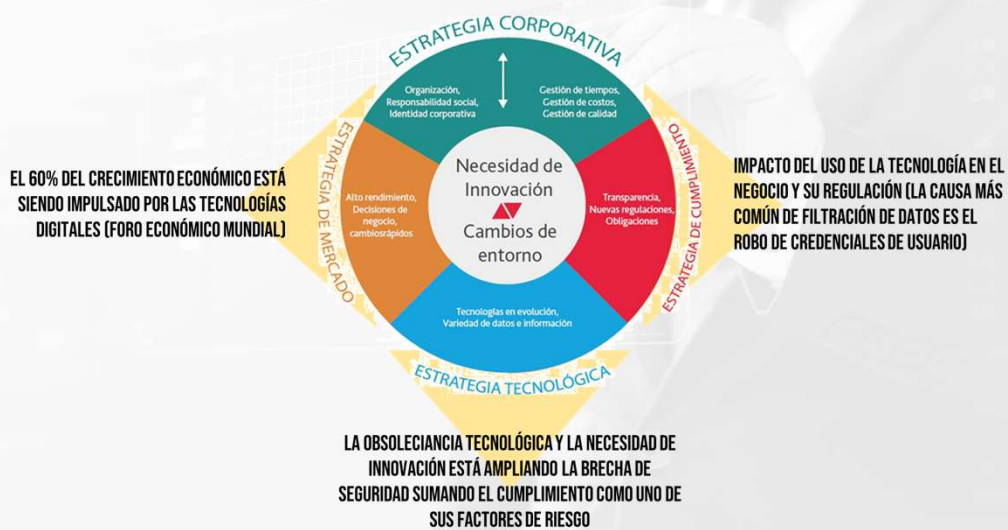 ESTRATEGIA CORPORATIVA
Organización,
Responsabilidad social,
Identidad corporativa
Gestión de tiempos,
Gestión de costos,
Gestión de calidad
ESTRATEGIA DE MERCADO
Alto rendimiento,
Decisiones de
negocio,
cambiosrápidos
Necesidad de
Innovación
Cambios de
entorno
Transparencia,
Nuevas regulaciones,
Obligaciones
ESTRATEGIA DE CUMPLIMIENTO
Tecnologías en evolución,
Variedad de datos e información
ESTRATEGIA TECNOLÓGICA
EL 60% DEL CRECIMIENTO ECONÓMICO ESTÁ
SIENDO IMPULSADO POR LAS TECNOLOGÍAS
DIGITALES (FORO ECONÓMICO MUNDIAL)
IMPACTO DEL USO DE LA TECNOLOGÍA EN EL
NEGOCIO Y SU REGULACIÓN (LA CAUSA MÁS
COMÚN DE FILTRACIÓN DE DATOS ES EL
ROBO DE CREDENCIALES DE USUARIO)
LA OBSOLECIANCIA TECNOLÓGICA Y LA NECESIDAD DE
INNOVACIÓN ESTÁ AMPLIANDO LA BRECHA DE
SEGURIDAD SUMANDO EL CUMPLIMIENTO COMO UNO DE
SUS FACTORES DE RIESGO